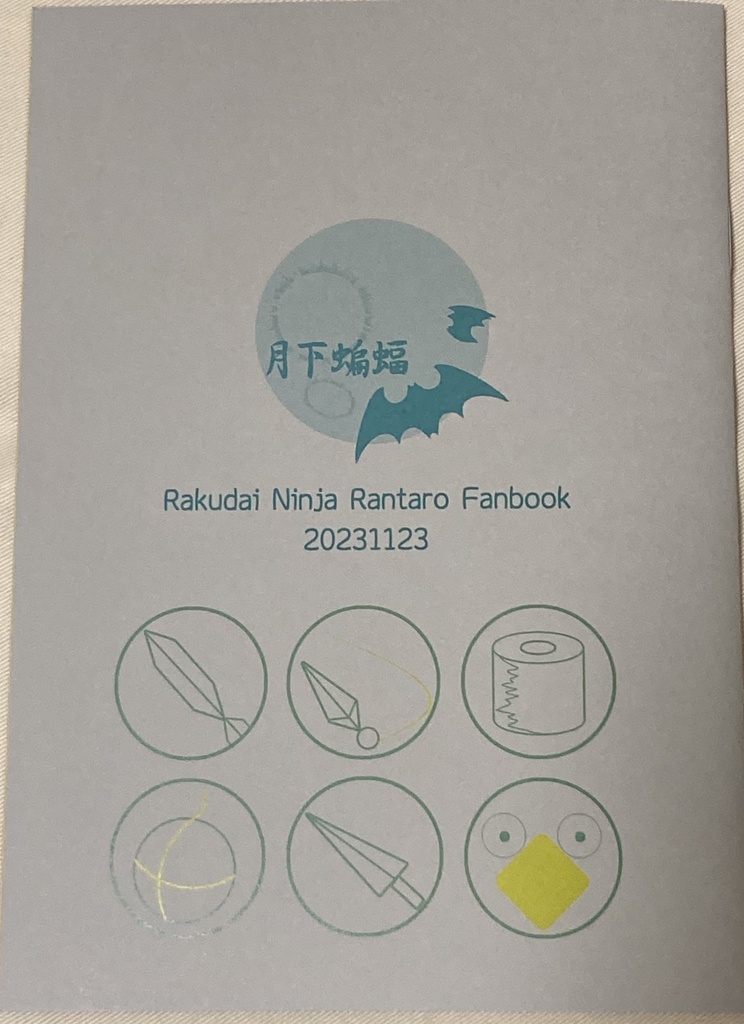 月下蝙蝠
Rakudai Ninja Rantaro Fanbook
20231123